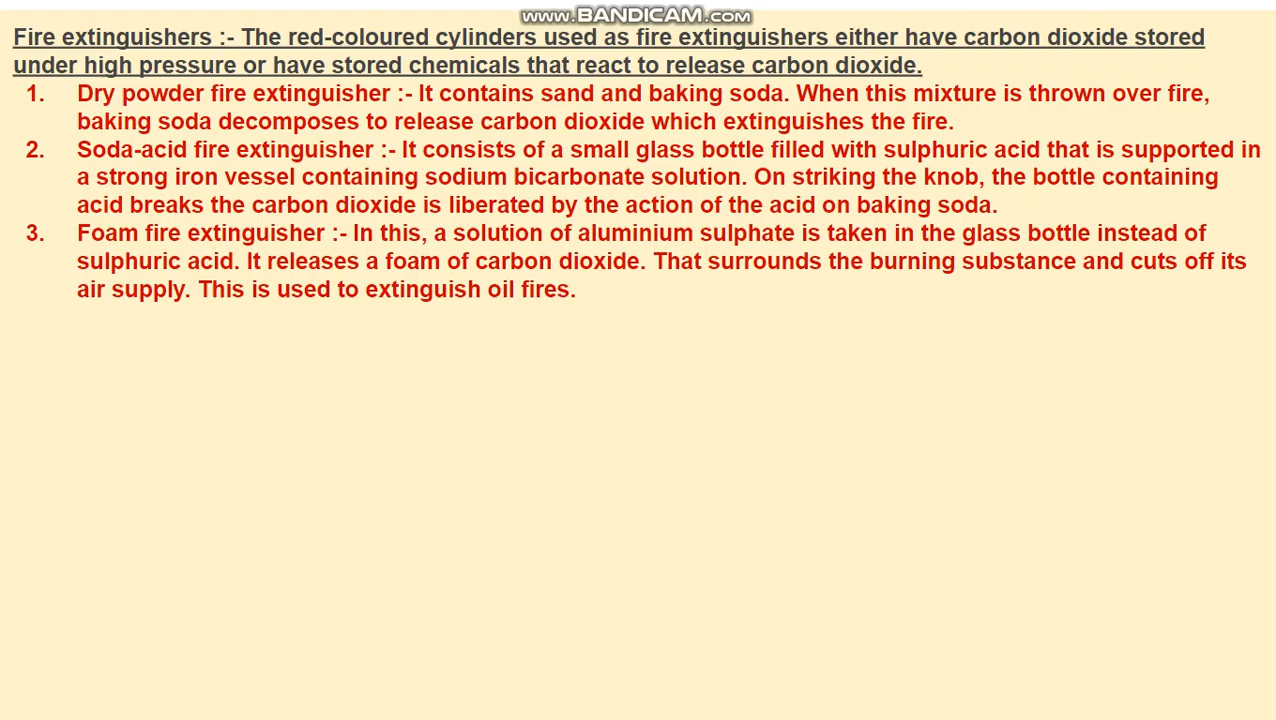 www.BANDICAM.com
Fire extinguishers :- The red-coloured cylinders used as fire extinguishers either have carbon dioxide stored
under high pressure or have stored chemicals that react to release carbon dioxide.
1. Dry powder fire extinguisher :- It contains sand and baking soda. When this mixture is thrown over fire,
baking soda decomposes to release carbon dioxide which extinguishes the fire.
2. Soda-acid fire extinguisher :- It consists of a small glass bottle filled with sulphuric acid that is supported in
a strong iron vessel containing sodium bicarbonate solution. On striking the knob, the bottle containing
acid breaks the carbon dioxide is liberated by the action of the acid on baking soda.
3. Foam fire extinguisher :- In this, a solution of aluminium sulphate is taken in the glass bottle instead of
sulphuric acid. It releases a foam of carbon dioxide. That surrounds the burning substance and cuts off its
air supply. This is used to extinguish oil fires.